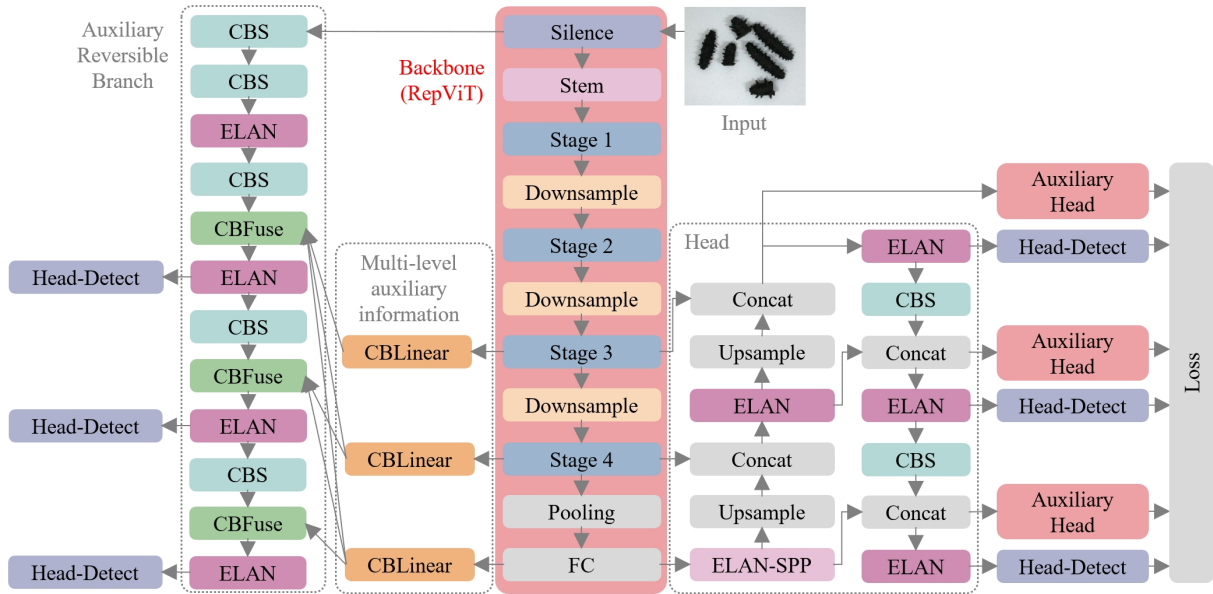 Auxiliary
Reversible
Branch
CBS
CBS
ELAN
CBS
CBFuse
ELAN
CBS
CBFuse
ELAN
CBS
CBFuse
ELAN
Head-Detect
Head-Detect
Head-Detect
Multi-level
auxiliary
information
CBLinear
CBLinear
CBLinear
Backbone
(RepViT)
Silence
Stem
Stage 1
Downsample
Stage 2
Downsample
Stage 3
Downsample
Stage 4
Pooling
FC
Input
Head
Concat
Upsample
ELAN
Concat
Upsample
ELAN-SPP
ELAN
CBS
Concat
ELAN
CBS
Concat
ELAN
Auxiliary
Head
Head-Detect
Auxiliary
Head
Head-Detect
Auxiliary
Head
Head-Detect
Loss